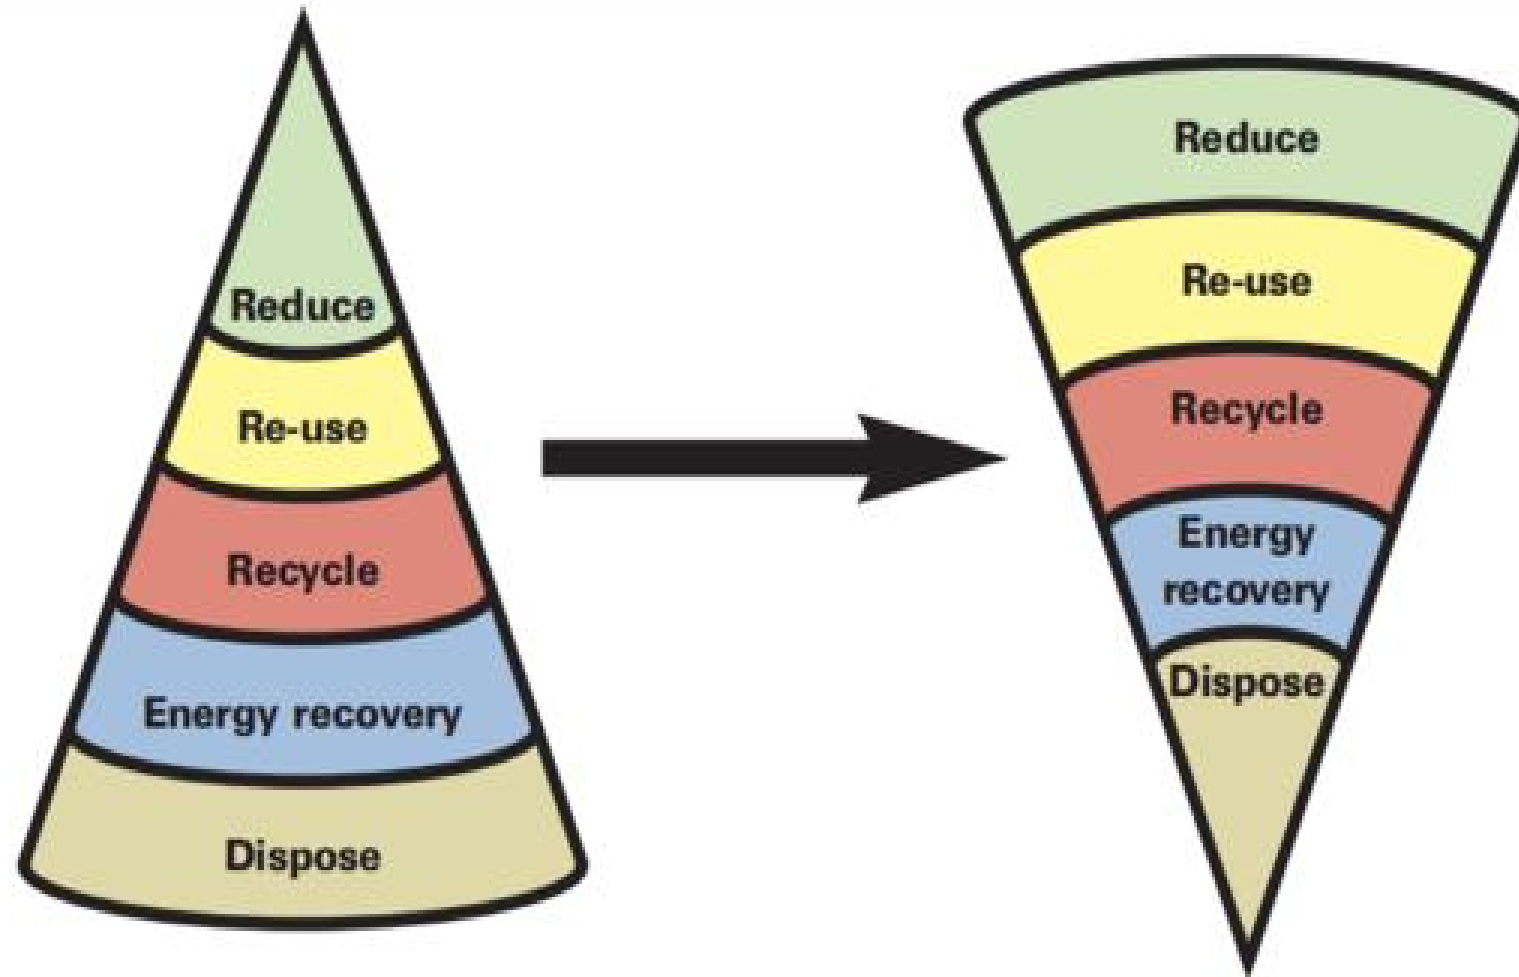 Reduce
Re-use
Recycle
Energy recovery
Dispose
Reduce
Re-use
Recycle
Energy
recovery
Dispose